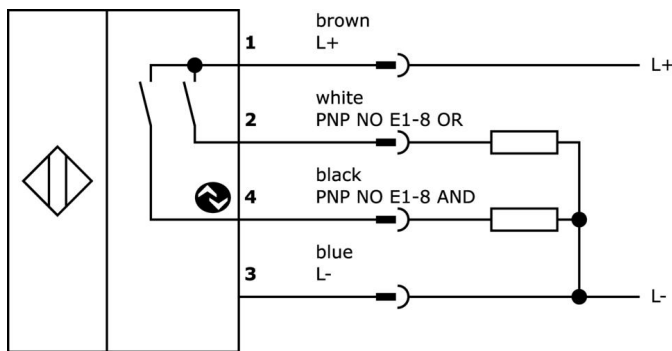 brown
1 L+
L+
white
2 PNP NO E1-8 OR
black
4 PNP NO E1-8 AND
blue
3 L-
L-